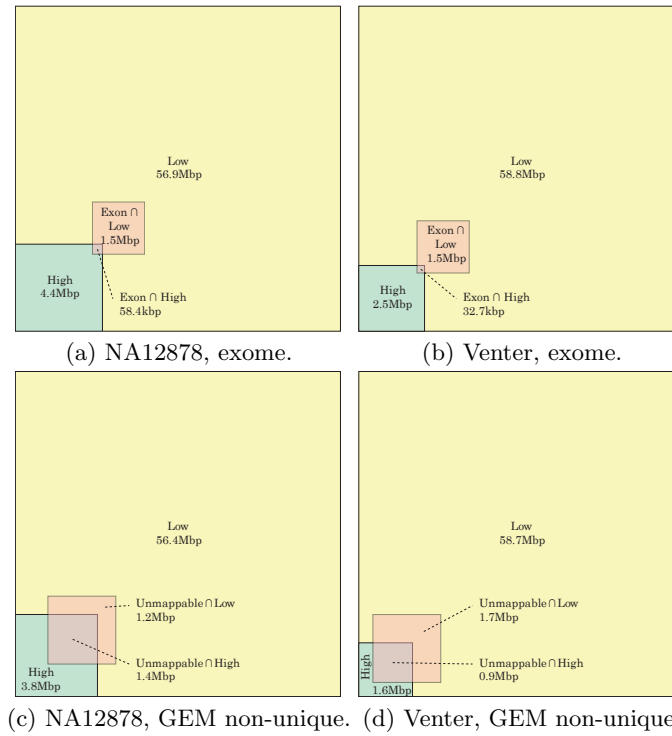 Low
56.9Mbp
Exon ∩
Low
1.5Mbp
High
4.4Mbp
Exon ∩ High
58.4kbp
(a) NA12878, exome.
Low
58.8Mbp
Exon ∩
Low
1.5Mbp
High
2.5Mbp
Exon ∩ High
32.7kbp
(b) Venter, exome.
Low
56.4Mbp
Unmappable∩Low
1.2Mbp
Unmappable∩High
1.4Mbp
High
3.8Mbp
(c) NA12878, GEM non-unique.
Low
58.7Mbp
Unmappable∩Low
1.7Mbp
Unmappable∩High
0.9Mbp
High
1.6Mbp
(d) Venter, GEM non-unique